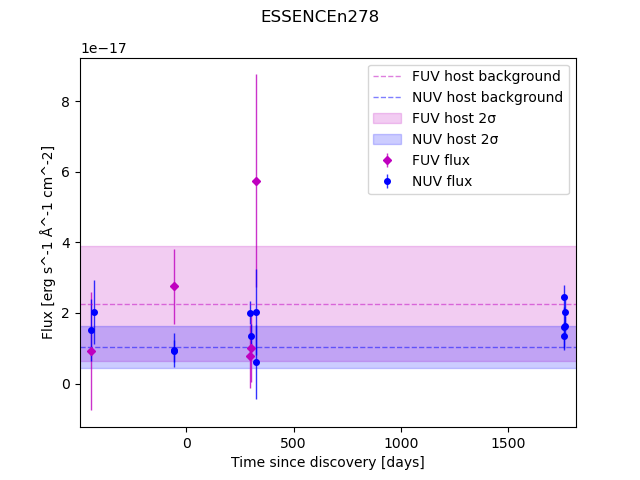 ESSENCEn278
1e−17
FUV host background
NUV host background
FUV host 2σ
NUV host 2σ
FUV flux
NUV flux
8
6
4
2
0
Flux [erg s^-1 Å^-1 cm^-2]
0 500 1000 1500
Time since discovery [days]